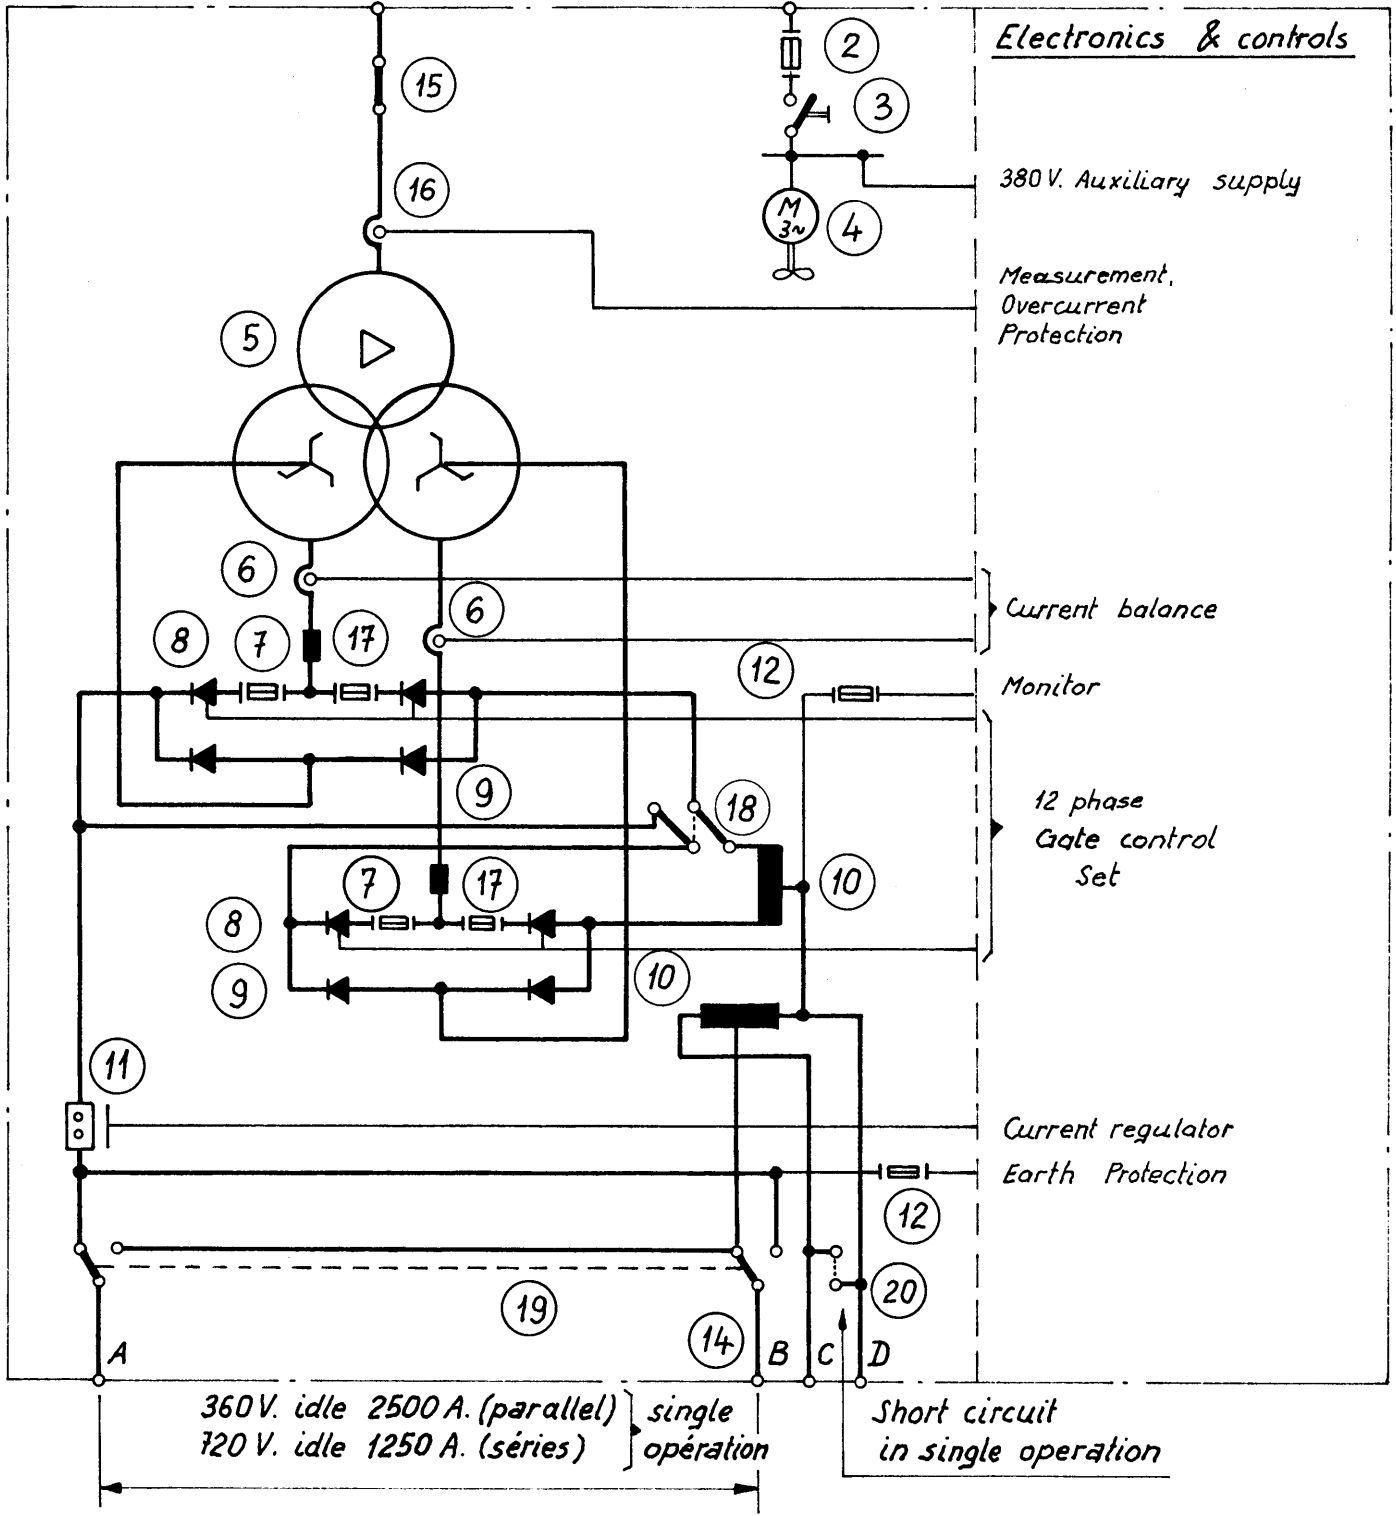 Electronics & controls
2
15
3
16
380 V. Auxiliary supply
M
3~
4
Measurement,
Overcurrent
Protection
5
6
6
Current balance
8
7
17
12
Monitor
9
18
12 phase
Gate control
Set
7
17
10
8
10
9
11
Current regulator
Earth Protection
12
20
19
14
A
B
C
D
360 V. idle 2500 A. (parallel)
720 V. idle 1250 A. (séries)
single
opération
Short circuit
in single operation